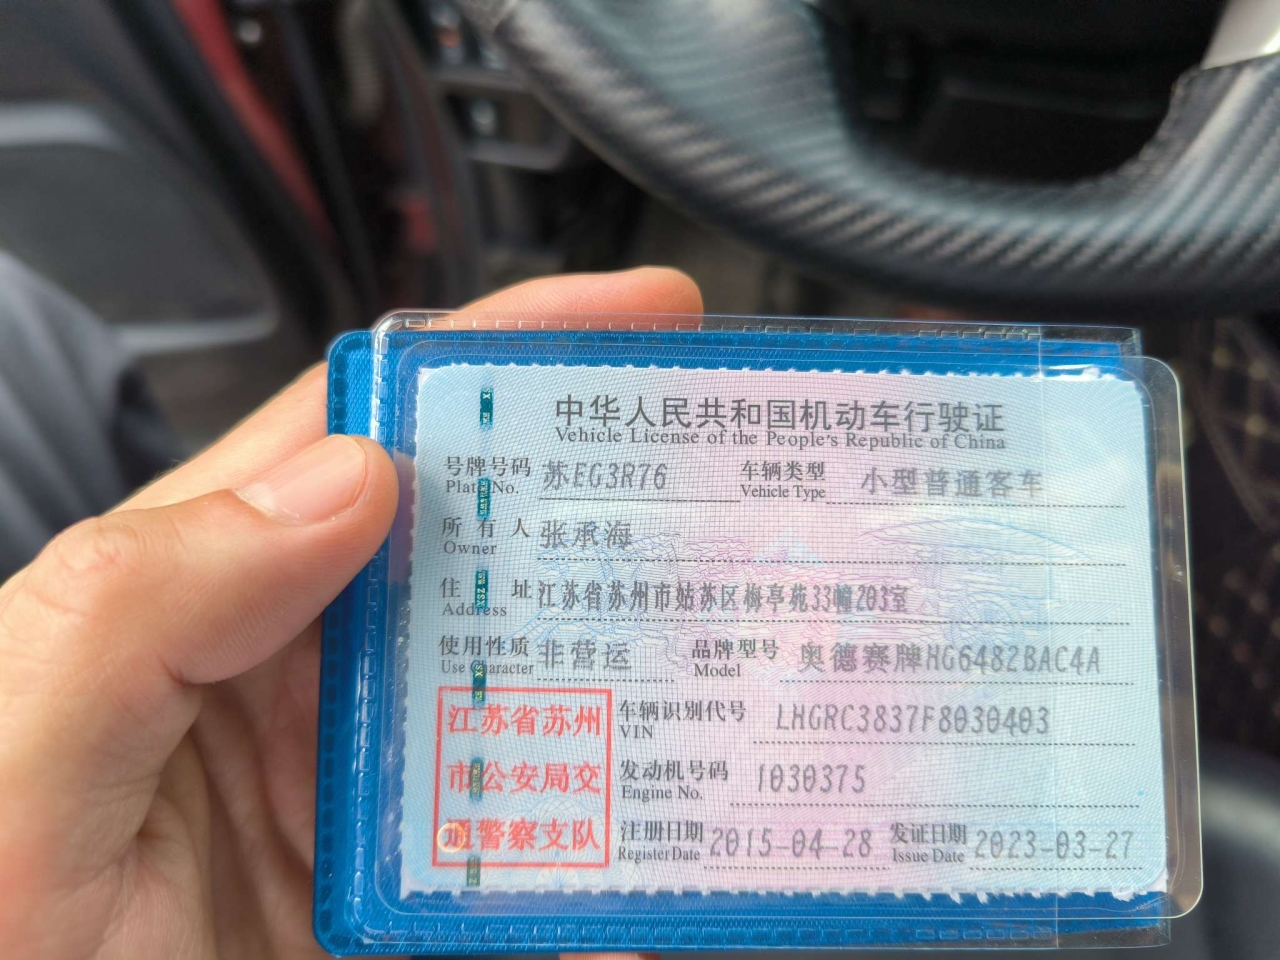 中华人民共和国机动车行驶证
Vehicle License of the People's Republic of China
号牌号码 苏EG3R76 车辆类型 小型普通客车
Plate No. Vehicle Type
所有人 张承海
Owner
住址 江苏省苏州市姑苏区梅亭苑33幢203室
Address
使用性质 非营运 品牌型号 奥德赛牌HG6482BAC4A
Use Character Model
江苏省苏州
市公安局交
通警察支队
车辆识别代号 LHGRC3837F8030403
VIN
发动机号码 1030375
Engine No.
注册日期 2015-04-28 发证日期 2023-03-27
Register Date Issue Date